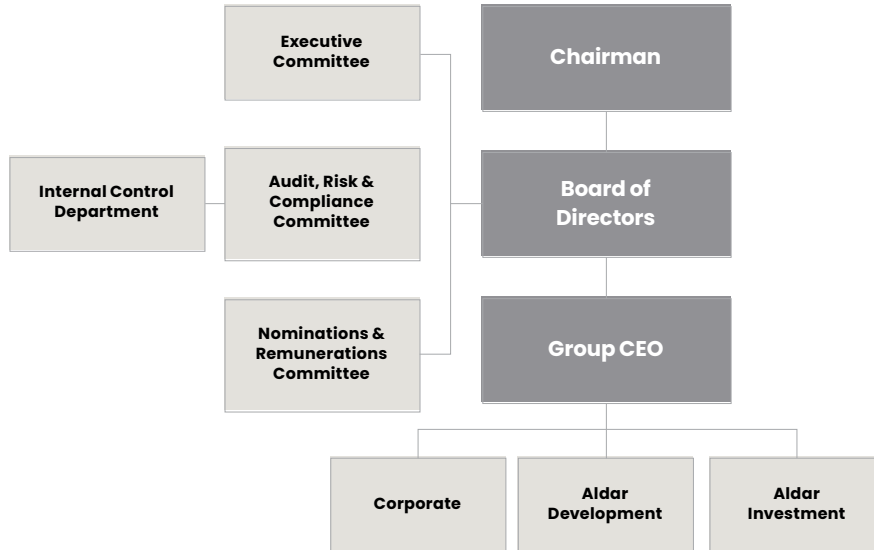 Executive
Committee
Chairman
Internal Control
Department
Audit, Risk &
Compliance
Committee
Board of
Directors
Nominations &
Remunerations
Committee
Group CEO
Corporate
Aldar
Development
Aldar
Investment